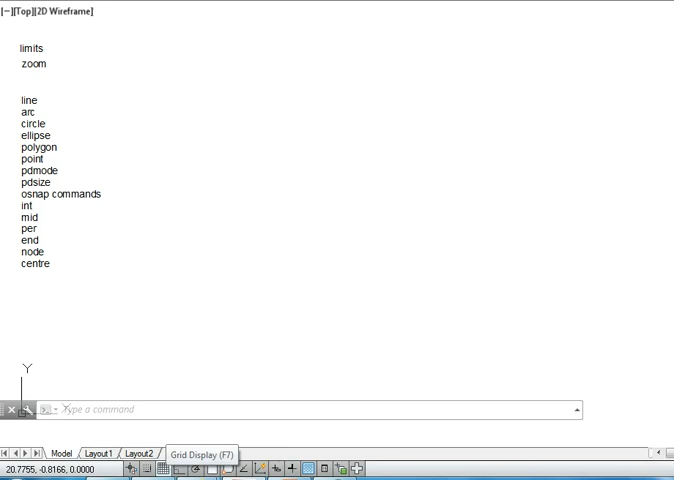 [−][Top][2D Wireframe]
limits
zoom
line
arc
circle
ellipse
polygon
point
pdmode
pdsize
osnap commands
int
mid
per
end
node
centre
Y
X
Type a command
Model Layout1 Layout2
Grid Display (F7)
20.7755, -0.8166, 0.0000